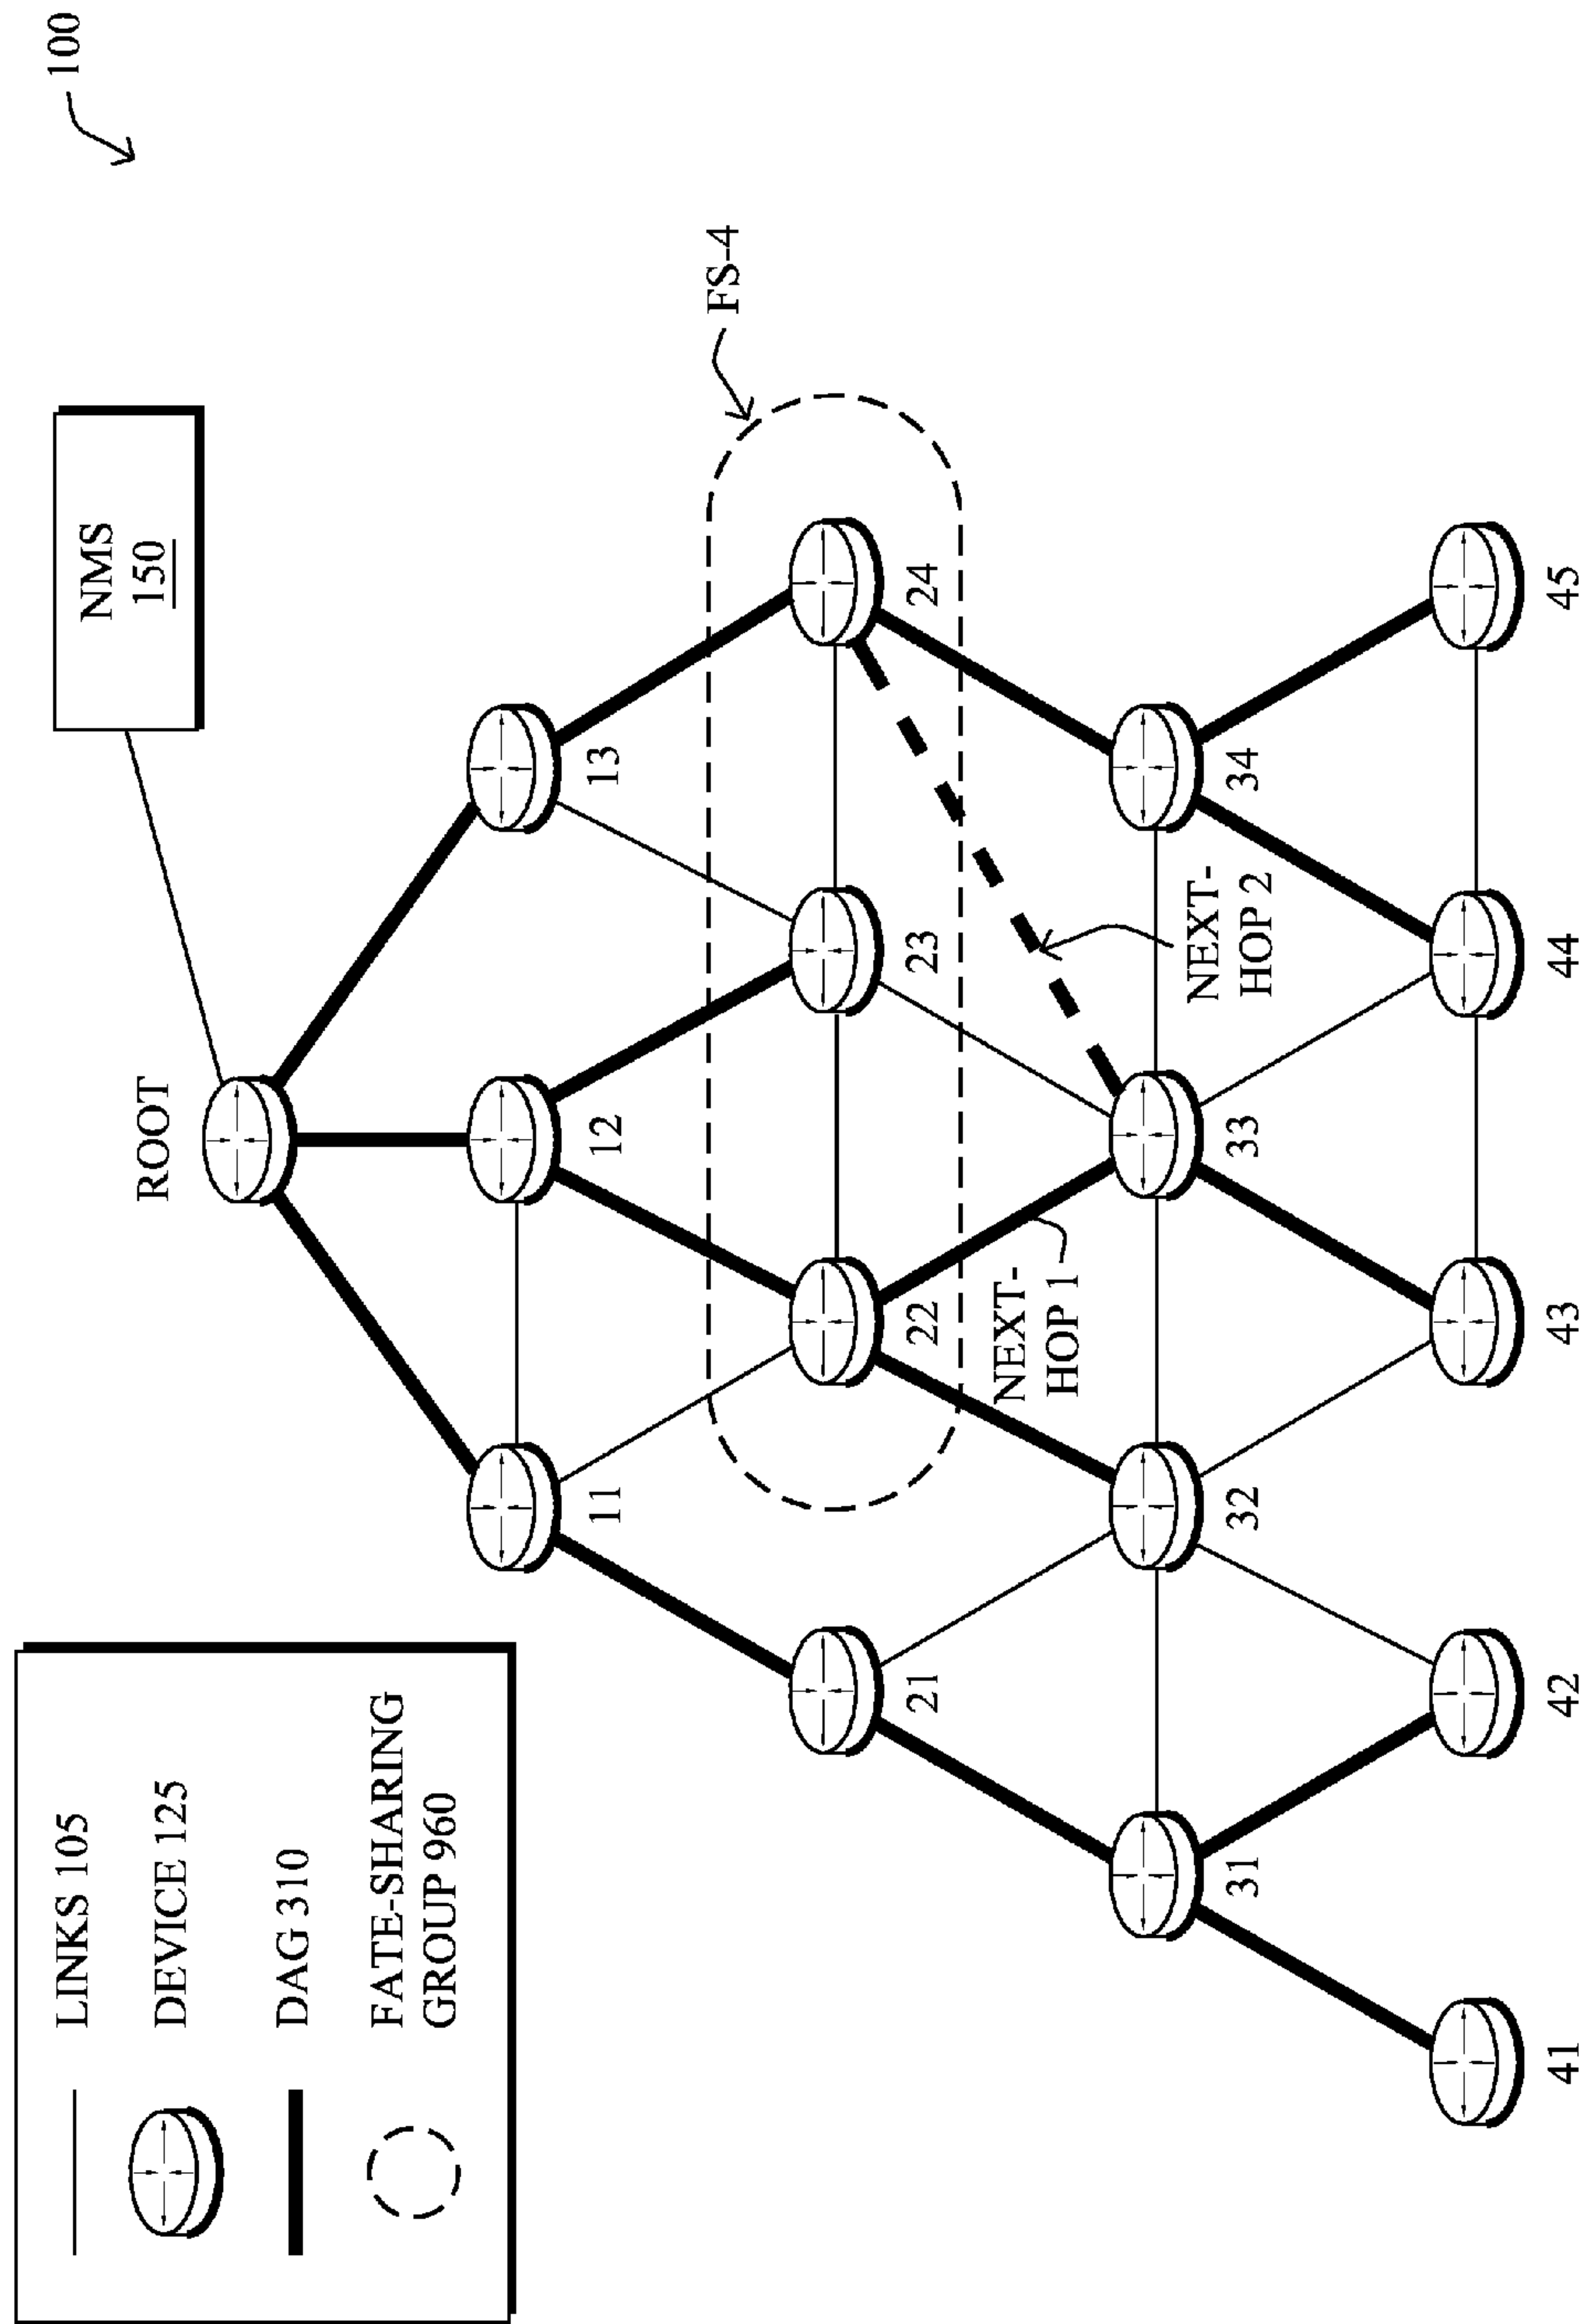 100
LINKS 105
DEVICE 125
DAG 310
FATE-SHARING
GROUP 960
NMS
150
ROOT
11
12
13
FS-4
21
22
23
24
NEXT-
HOP 1
NEXT-
HOP 2
31
32
33
34
41
42
43
44
45